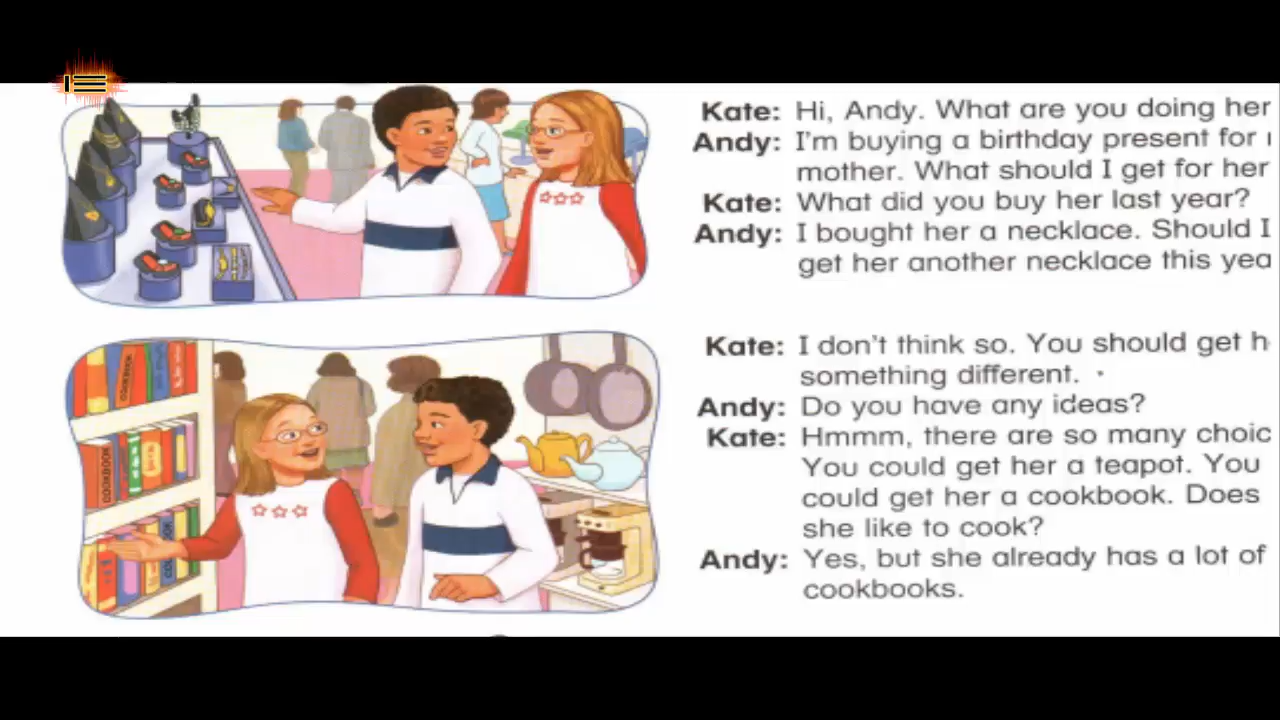 Kate: Hi, Andy. What are you doing her
Andy: I'm buying a birthday present for
mother. What should I get for her
Kate: What did you buy her last year?
Andy: I bought her a necklace. Should I
get her another necklace this yea
Kate: I don't think so. You should get h
something different.
Andy: Do you have any ideas?
Kate: Hmmm, there are so many choic
You could get her a teapot. You
could get her a cookbook. Does
she like to cook?
Andy: Yes, but she already has a lot of
cookbooks.
COOKBOOK
COOKBOOK